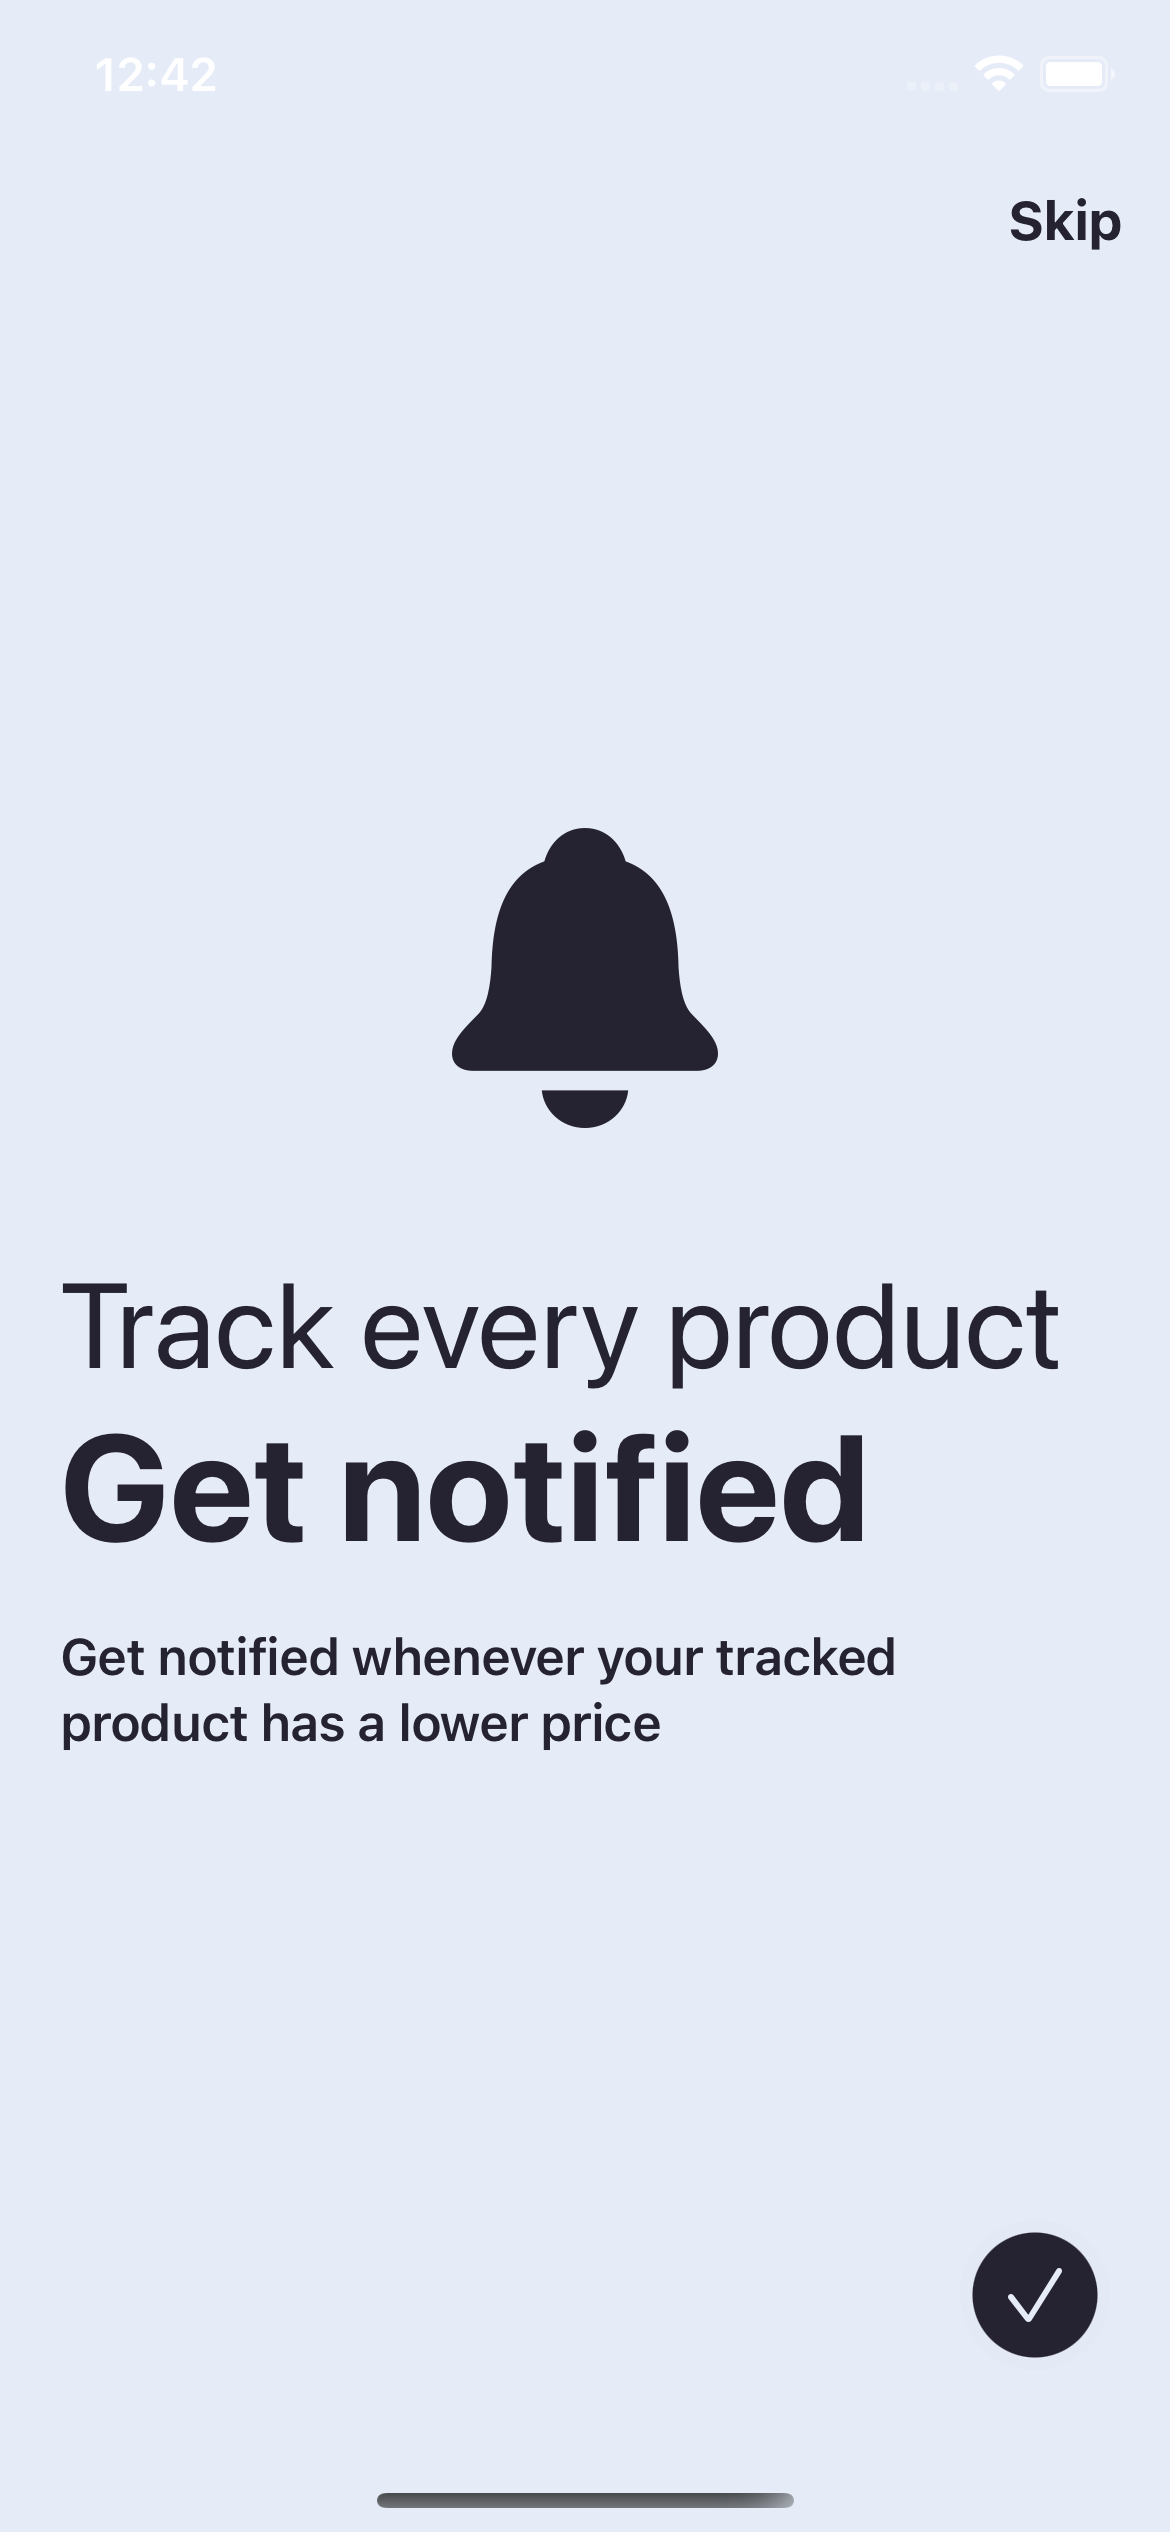 12:42
Skip
Track every product
Get notified
Get notified whenever your tracked
product has a lower price